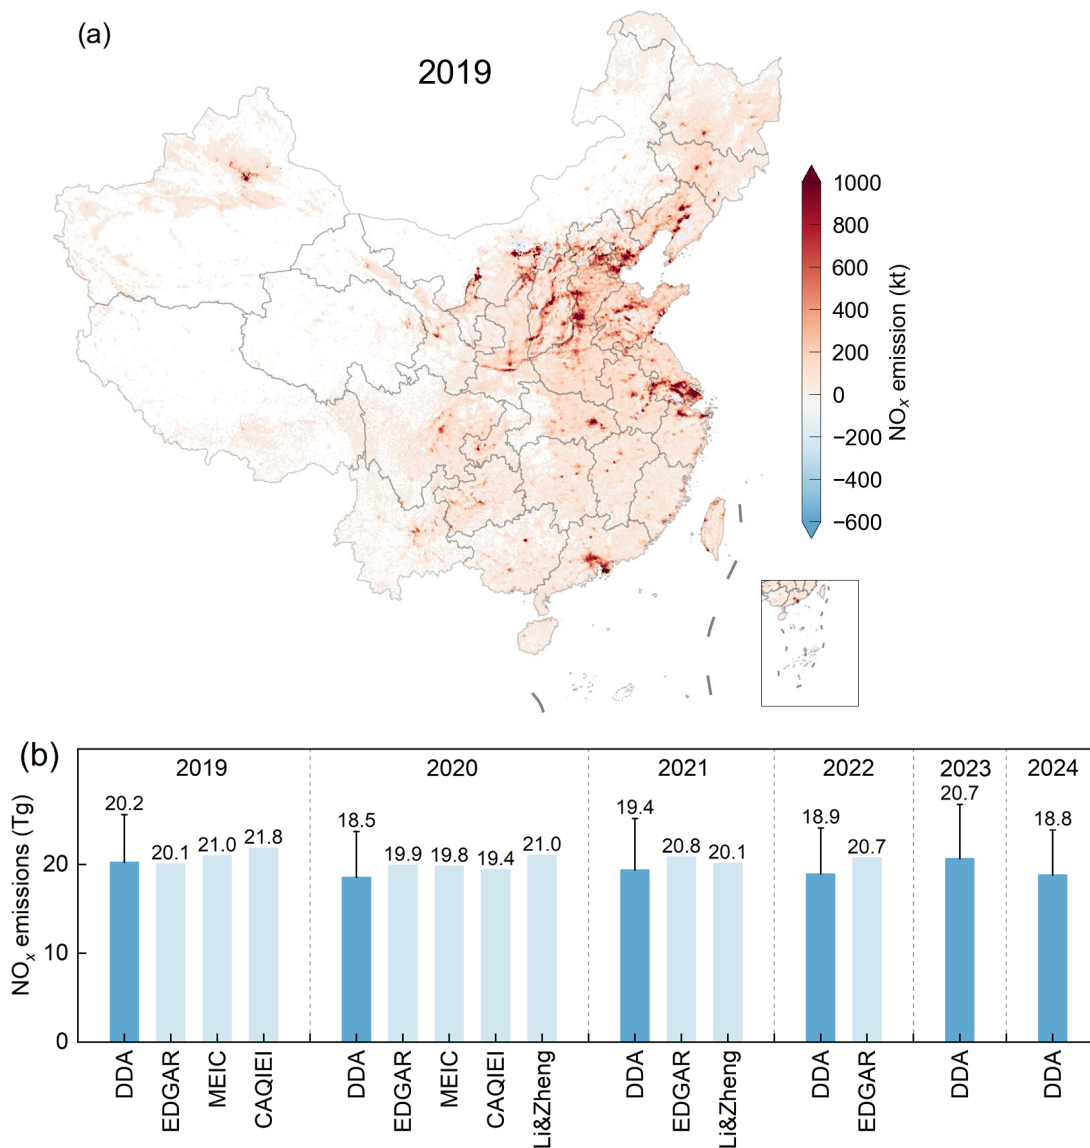 (a)
2019
1000
800
600
400
200
0
−200
−400
−600
NOx emission (kt)
(b)
2019 2020 2021 2022 2023 2024
20.2 20.1 21.0 21.8 18.5 19.9 19.8 19.4 21.0 19.4 20.8 20.1 18.9 20.7 20.7 18.8
20
10
0
NOx emissions (Tg)
DDA EDGAR MEIC CAQIEI DDA EDGAR MEIC CAQIEI Li&Zheng DDA EDGAR Li&Zheng DDA EDGAR DDA DDA